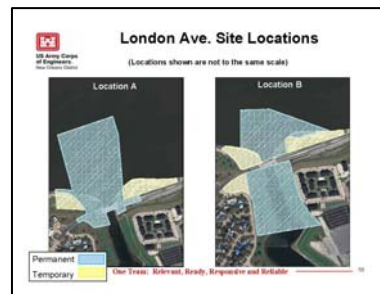 London Ave. Site Locations
(Locations shown are not to the same scale)
US Army Corps
of Engineers
New Orleans District
Location A
Location B
Permanent
Temporary
One Team: Relevant, Ready, Responsive and Reliable